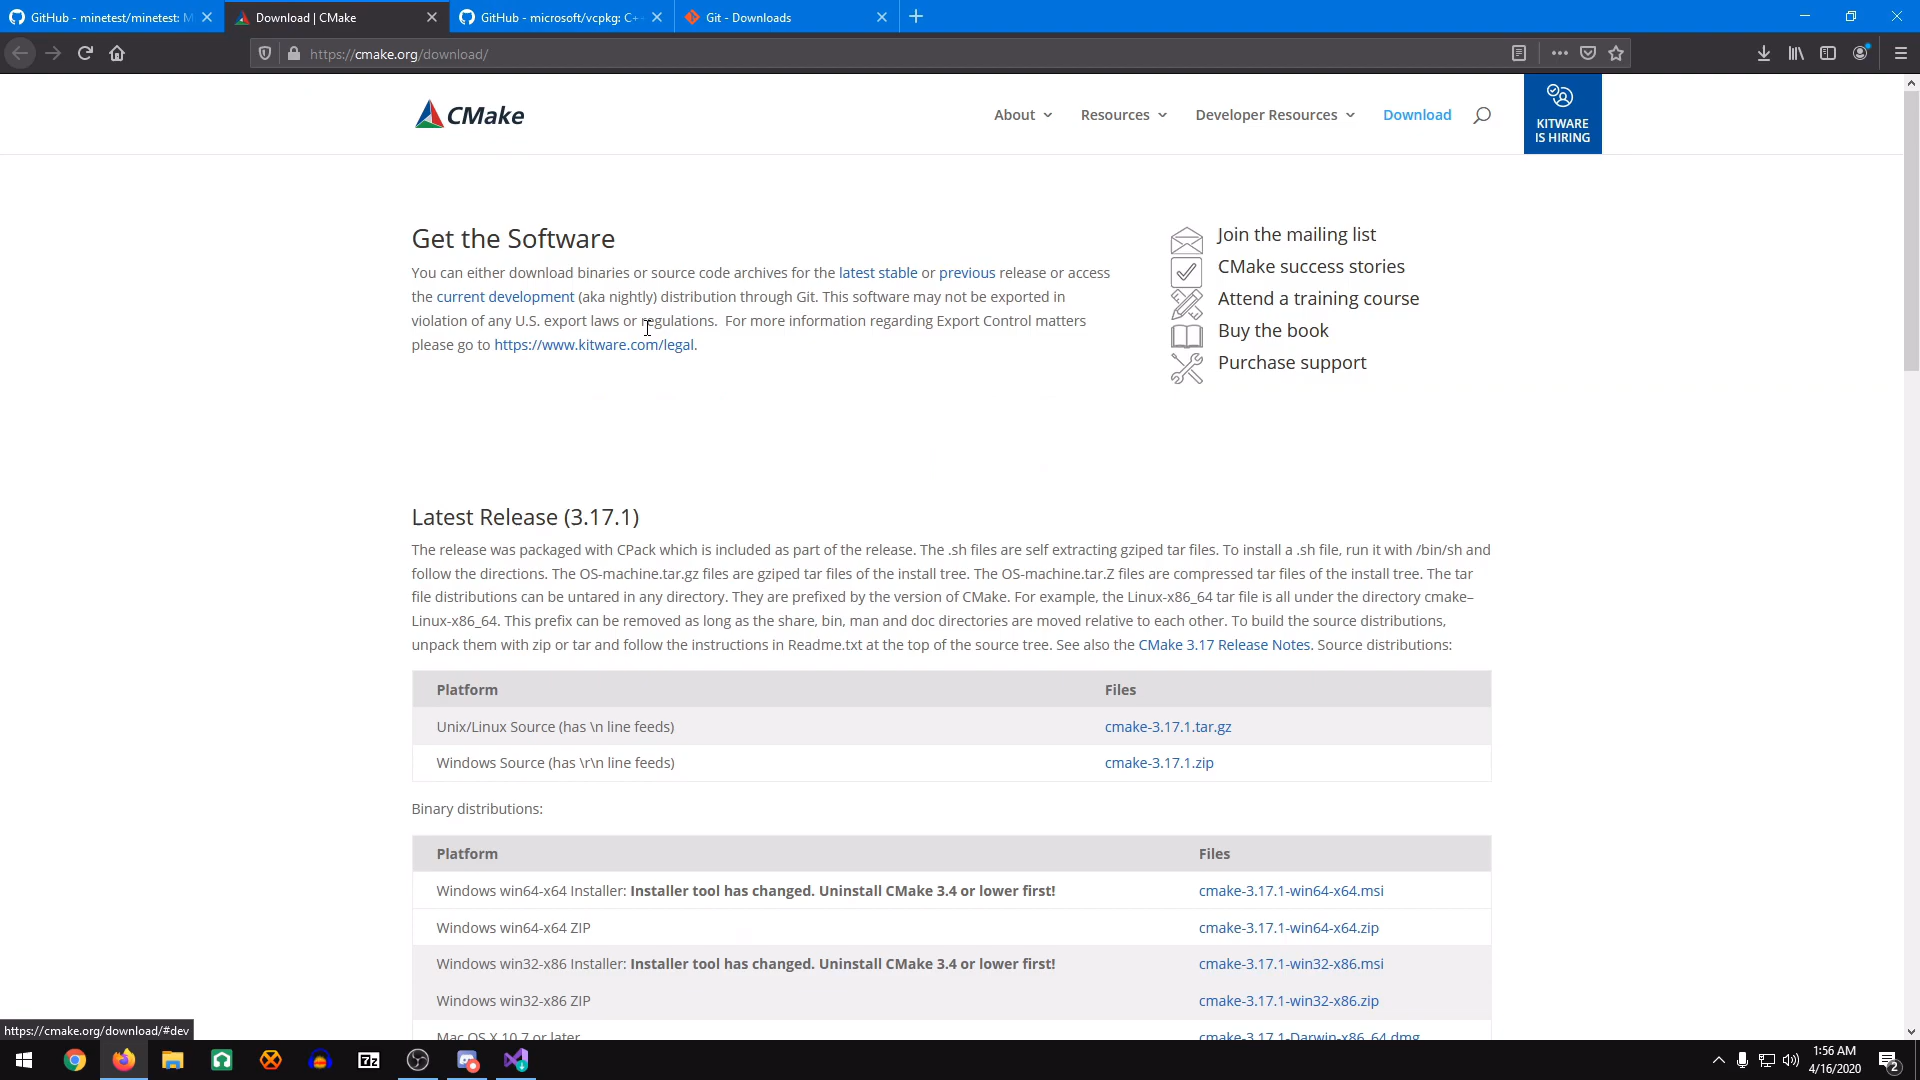 GitHub - minetest/minetest: M
Download | CMake
GitHub - microsoft/vcpkg: C++
Git - Downloads
https://cmake.org/download/
CMake
About
Resources
Developer Resources
Download
KITWARE
IS HIRING
Get the Software
You can either download binaries or source code archives for the latest stable or previous release or access
the current development (aka nightly) distribution through Git. This software may not be exported in
violation of any U.S. export laws or regulations.  For more information regarding Export Control matters
please go to https://www.kitware.com/legal.
Join the mailing list
CMake success stories
Attend a training course
Buy the book
Purchase support
Latest Release (3.17.1)
The release was packaged with CPack which is included as part of the release. The .sh files are self extracting gziped tar files. To install a .sh file, run it with /bin/sh and
follow the directions. The OS-machine.tar.gz files are gziped tar files of the install tree. The OS-machine.tar.Z files are compressed tar files of the install tree. The tar
file distributions can be untared in any directory. They are prefixed by the version of CMake. For example, the Linux-x86_64 tar file is all under the directory cmake–
Linux-x86_64. This prefix can be removed as long as the share, bin, man and doc directories are moved relative to each other. To build the source distributions,
unpack them with zip or tar and follow the instructions in Readme.txt at the top of the source tree. See also the CMake 3.17 Release Notes. Source distributions:
Platform Files
Unix/Linux Source (has \n line feeds) cmake-3.17.1.tar.gz
Windows Source (has \r\n line feeds) cmake-3.17.1.zip
Binary distributions:
Platform Files
Windows win64-x64 Installer: Installer tool has changed. Uninstall CMake 3.4 or lower first! cmake-3.17.1-win64-x64.msi
Windows win64-x64 ZIP cmake-3.17.1-win64-x64.zip
Windows win32-x86 Installer: Installer tool has changed. Uninstall CMake 3.4 or lower first! cmake-3.17.1-win32-x86.msi
Windows win32-x86 ZIP cmake-3.17.1-win32-x86.zip
Mac OS X 10.7 or later cmake-3.17.1-Darwin-x86_64.dmg
https://cmake.org/download/#dev
7z
1:56 AM
4/16/2020
2